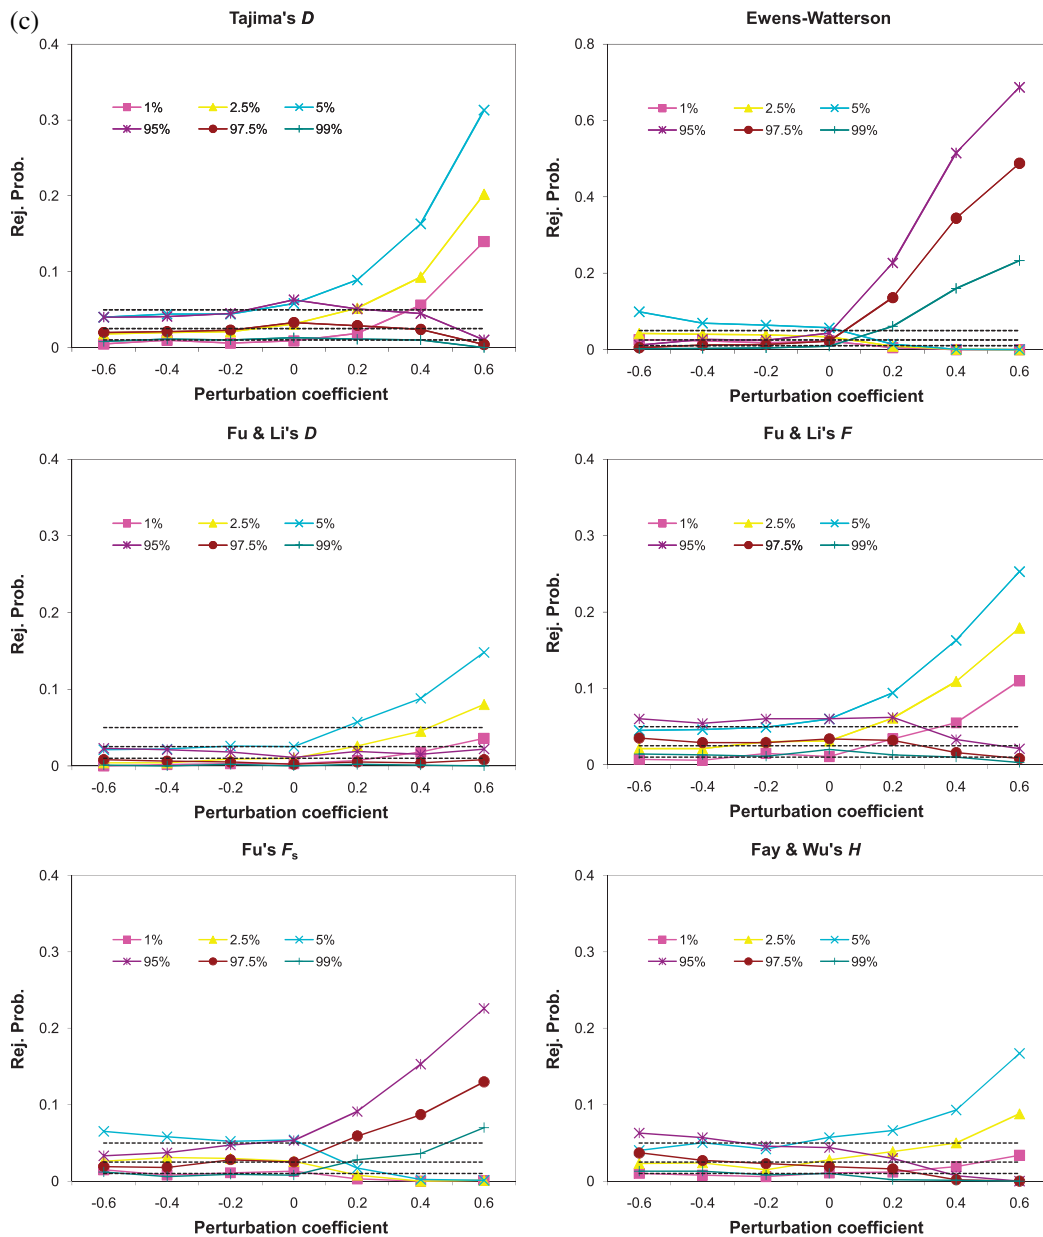 (c)
Tajima's D
0.4
0.3
0.2
0.1
0
Rej. Prob.
1% 2.5% 5%
95% 97.5% 99%
-0.6 -0.4 -0.2 0 0.2 0.4 0.6
Perturbation coefficient
Ewens-Watterson
0.8
0.6
0.4
0.2
0
Rej. Prob.
1% 2.5% 5%
95% 97.5% 99%
-0.6 -0.4 -0.2 0 0.2 0.4 0.6
Perturbation coefficient
Fu & Li's D
0.4
0.3
0.2
0.1
0
Rej. Prob.
1% 2.5% 5%
95% 97.5% 99%
-0.6 -0.4 -0.2 0 0.2 0.4 0.6
Perturbation coefficient
Fu & Li's F
0.4
0.3
0.2
0.1
0
Rej. Prob.
1% 2.5% 5%
95% 97.5% 99%
-0.6 -0.4 -0.2 0 0.2 0.4 0.6
Perturbation coefficient
Fu's Fs
0.4
0.3
0.2
0.1
0
Rej. Prob.
1% 2.5% 5%
95% 97.5% 99%
-0.6 -0.4 -0.2 0 0.2 0.4 0.6
Perturbation coefficient
Fay & Wu's H
0.4
0.3
0.2
0.1
0
Rej. Prob.
1% 2.5% 5%
95% 97.5% 99%
-0.6 -0.4 -0.2 0 0.2 0.4 0.6
Perturbation coefficient